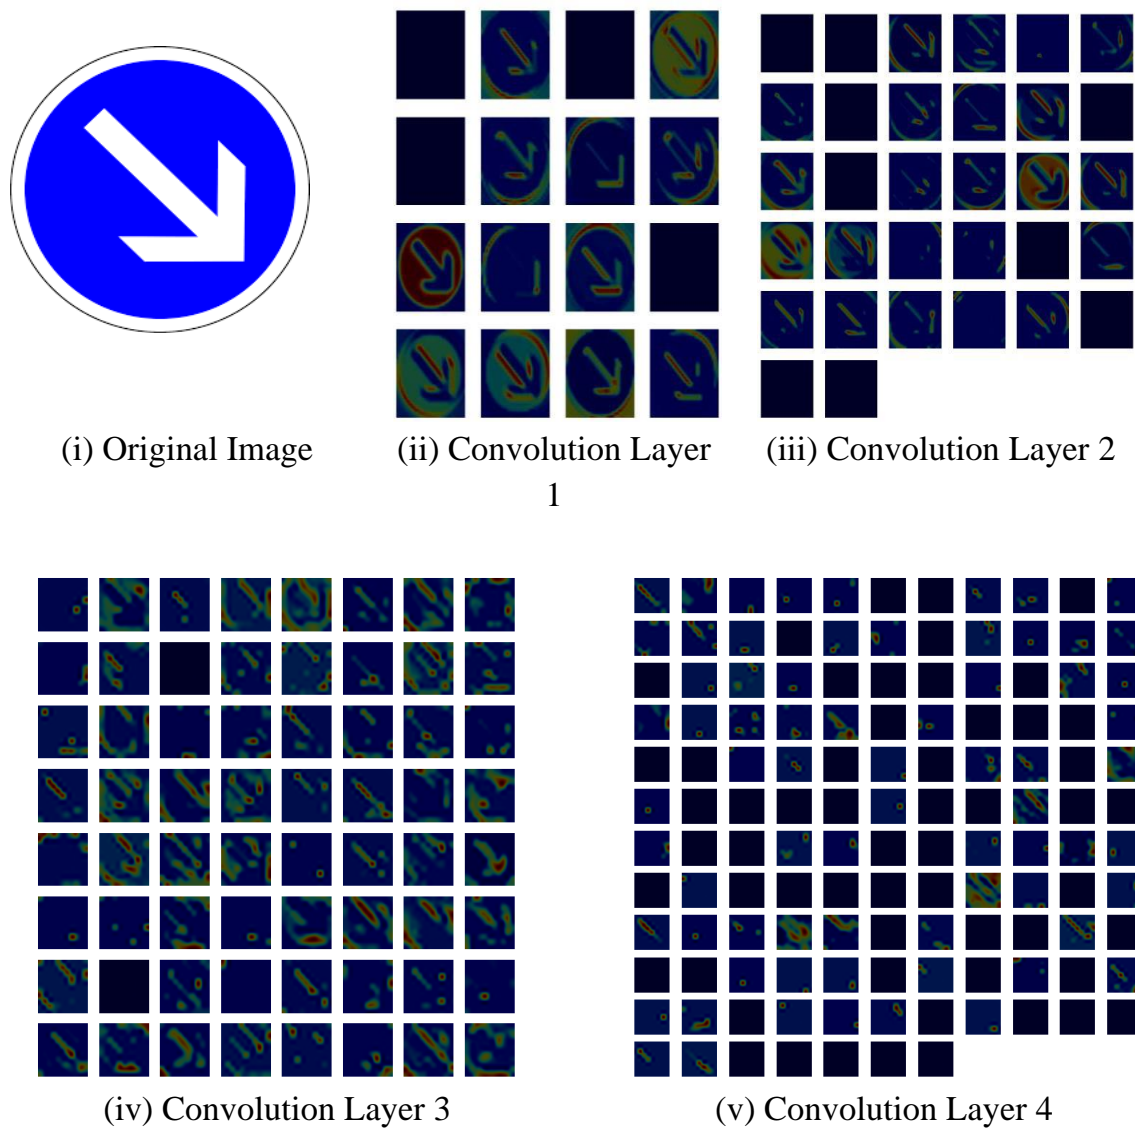 (i) Original Image
(ii) Convolution Layer
1
(iii) Convolution Layer 2
(iv) Convolution Layer 3
(v) Convolution Layer 4